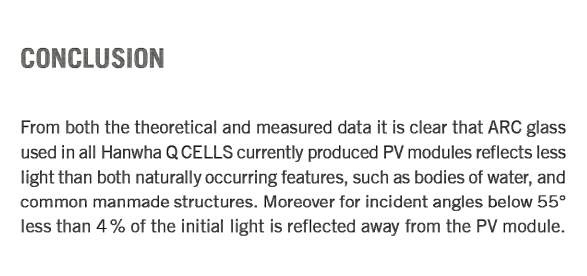 CONCLUSION
From both the theoretical and measured data it is clear that ARC glass
used in all Hanwha Q CELLS currently produced PV modules reflects less
light than both naturally occurring features, such as bodies of water, and
common manmade structures. Moreover for incident angles below 55°
less than 4 % of the initial light is reflected away from the PV module.